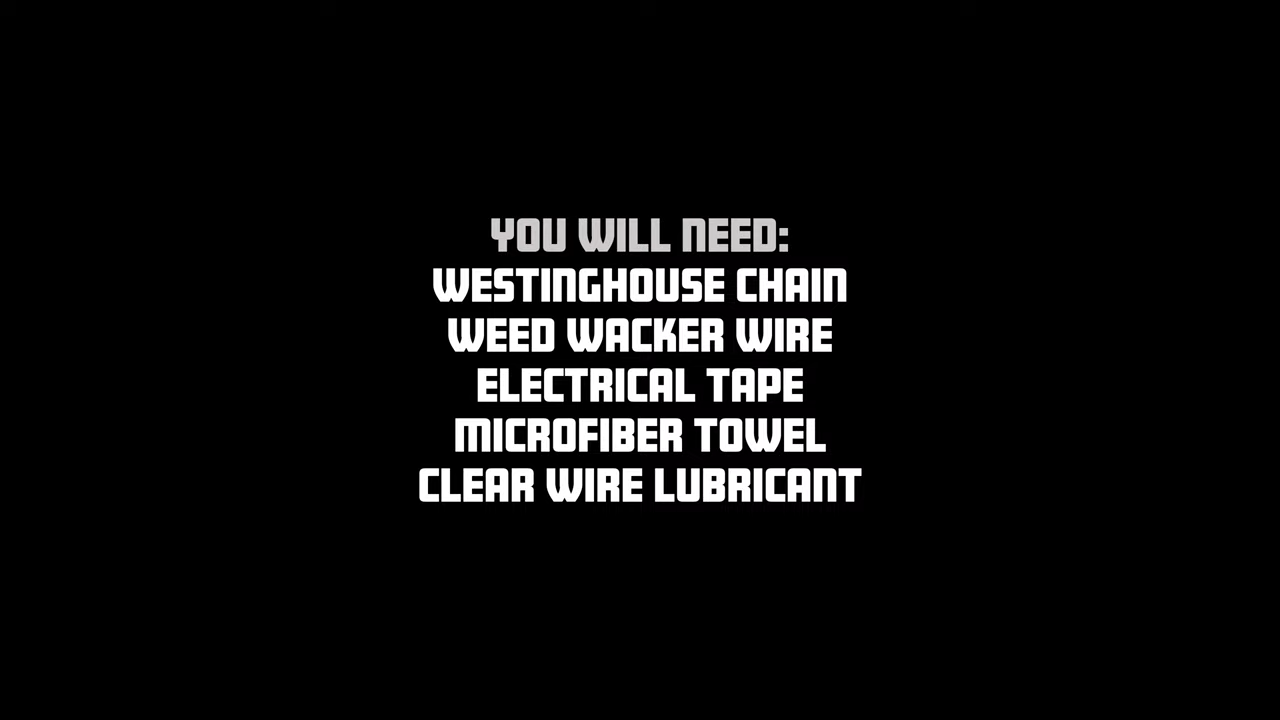 YOU WILL NEED:
WESTINGHOUSE CHAIN
WEED WACKER WIRE
ELECTRICAL TAPE
MICROFIBER TOWEL
CLEAR WIRE LUBRICANT